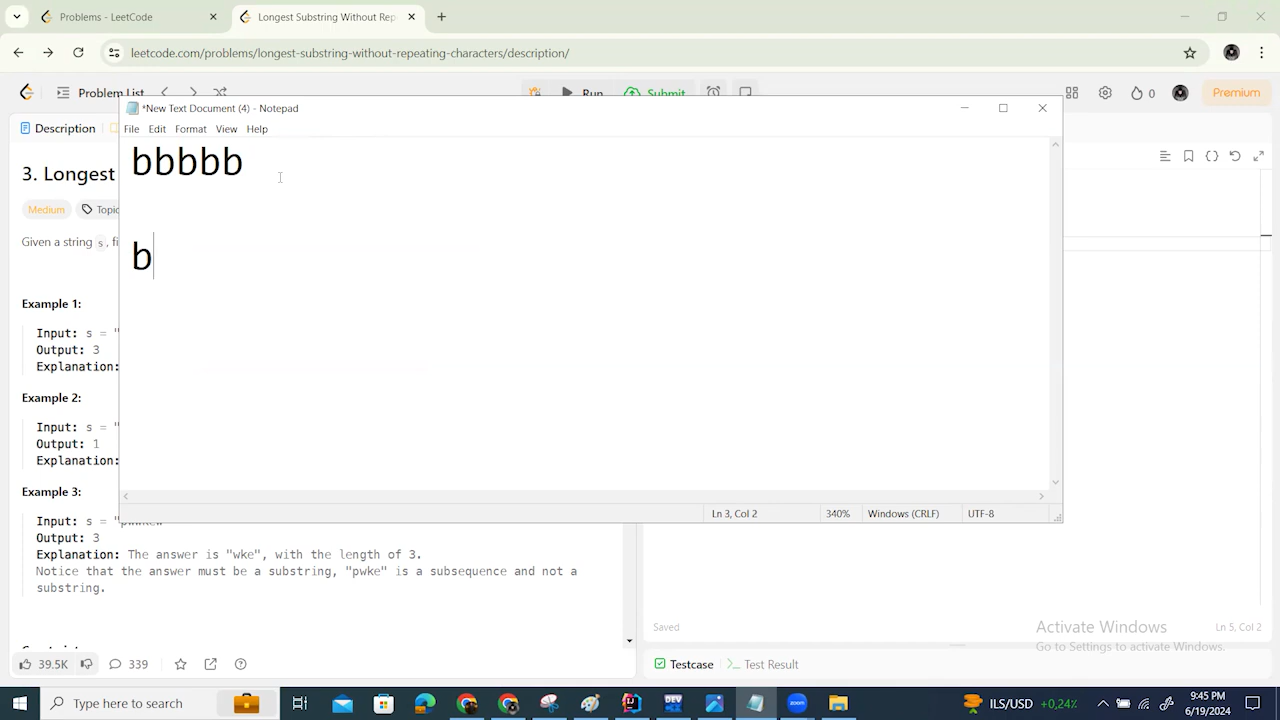 Problems - LeetCode
Longest Substring Without Rep
leetcode.com/problems/longest-substring-without-repeating-characters/description/
Problem List
Run
Submit
0
Premium
*New Text Document (4) - Notepad
File Edit Format View Help
bbbbb
b
Ln 3, Col 2
340%
Windows (CRLF)
UTF-8
Description
3. Longest
Medium
Topic
Given a string s, fi
Example 1:
Input: s = "
Output: 3
Explanation:
Example 2:
Input: s = "
Output: 1
Explanation:
Example 3:
Input: s = "
Output: 3
Explanation: The answer is "wke", with the length of 3.
Notice that the answer must be a substring, "pwke" is a subsequence and not a
substring.
39.5K
339
Saved
Ln 5, Col 2
Activate Windows
Go to Settings to activate Windows.
Testcase
Test Result
Type here to search
ILS/USD +0,24%
9:45 PM
6/19/2024